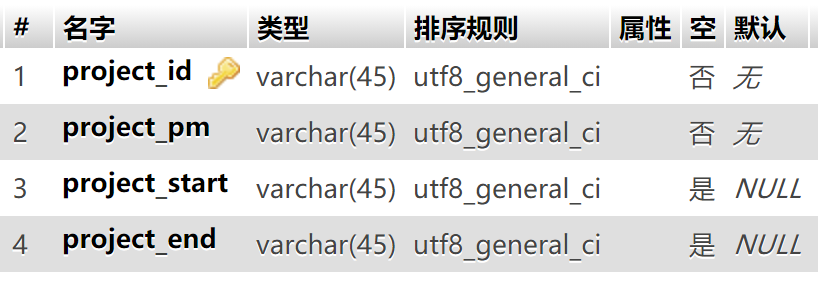 # 名字 类型 排序规则 属性 空 默认
1 project_id varchar(45) utf8_general_ci 否 无
2 project_pm varchar(45) utf8_general_ci 否 无
3 project_start varchar(45) utf8_general_ci 是 NULL
4 project_end varchar(45) utf8_general_ci 是 NULL